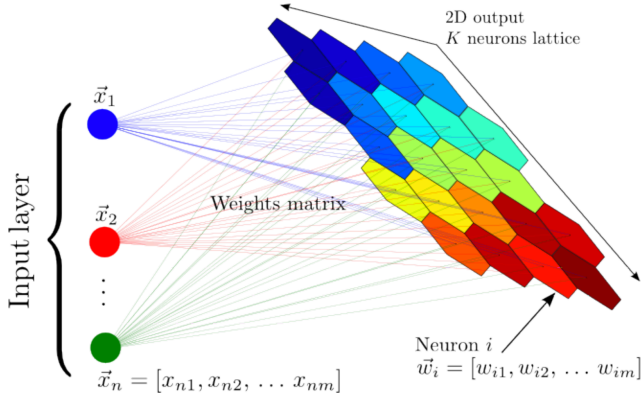 2D output
K neurons lattice
x⃗₁
Input layer
x⃗₂
Weights matrix
⋮
Neuron i
x⃗ₙ = [xₙ₁, xₙ₂, … xₙₘ]
w⃗ᵢ = [wᵢ₁, wᵢ₂, … wᵢₘ]